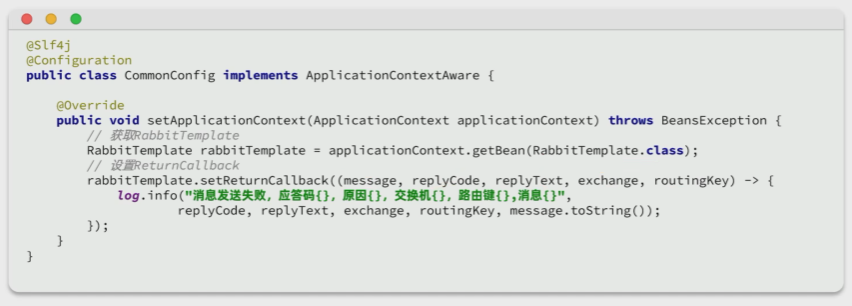 @Slf4j
@Configuration
public class CommonConfig implements ApplicationContextAware {
@Override
public void setApplicationContext(ApplicationContext applicationContext) throws BeansException {
// 获取RabbitTemplate
RabbitTemplate rabbitTemplate = applicationContext.getBean(RabbitTemplate.class);
// 设置ReturnCallback
rabbitTemplate.setReturnCallback((message, replyCode, replyText, exchange, routingKey) -> {
log.info("消息发送失败，应答码{}，原因{}，交换机{}，路由键{},消息{}",
replyCode, replyText, exchange, routingKey, message.toString());
});
}
}